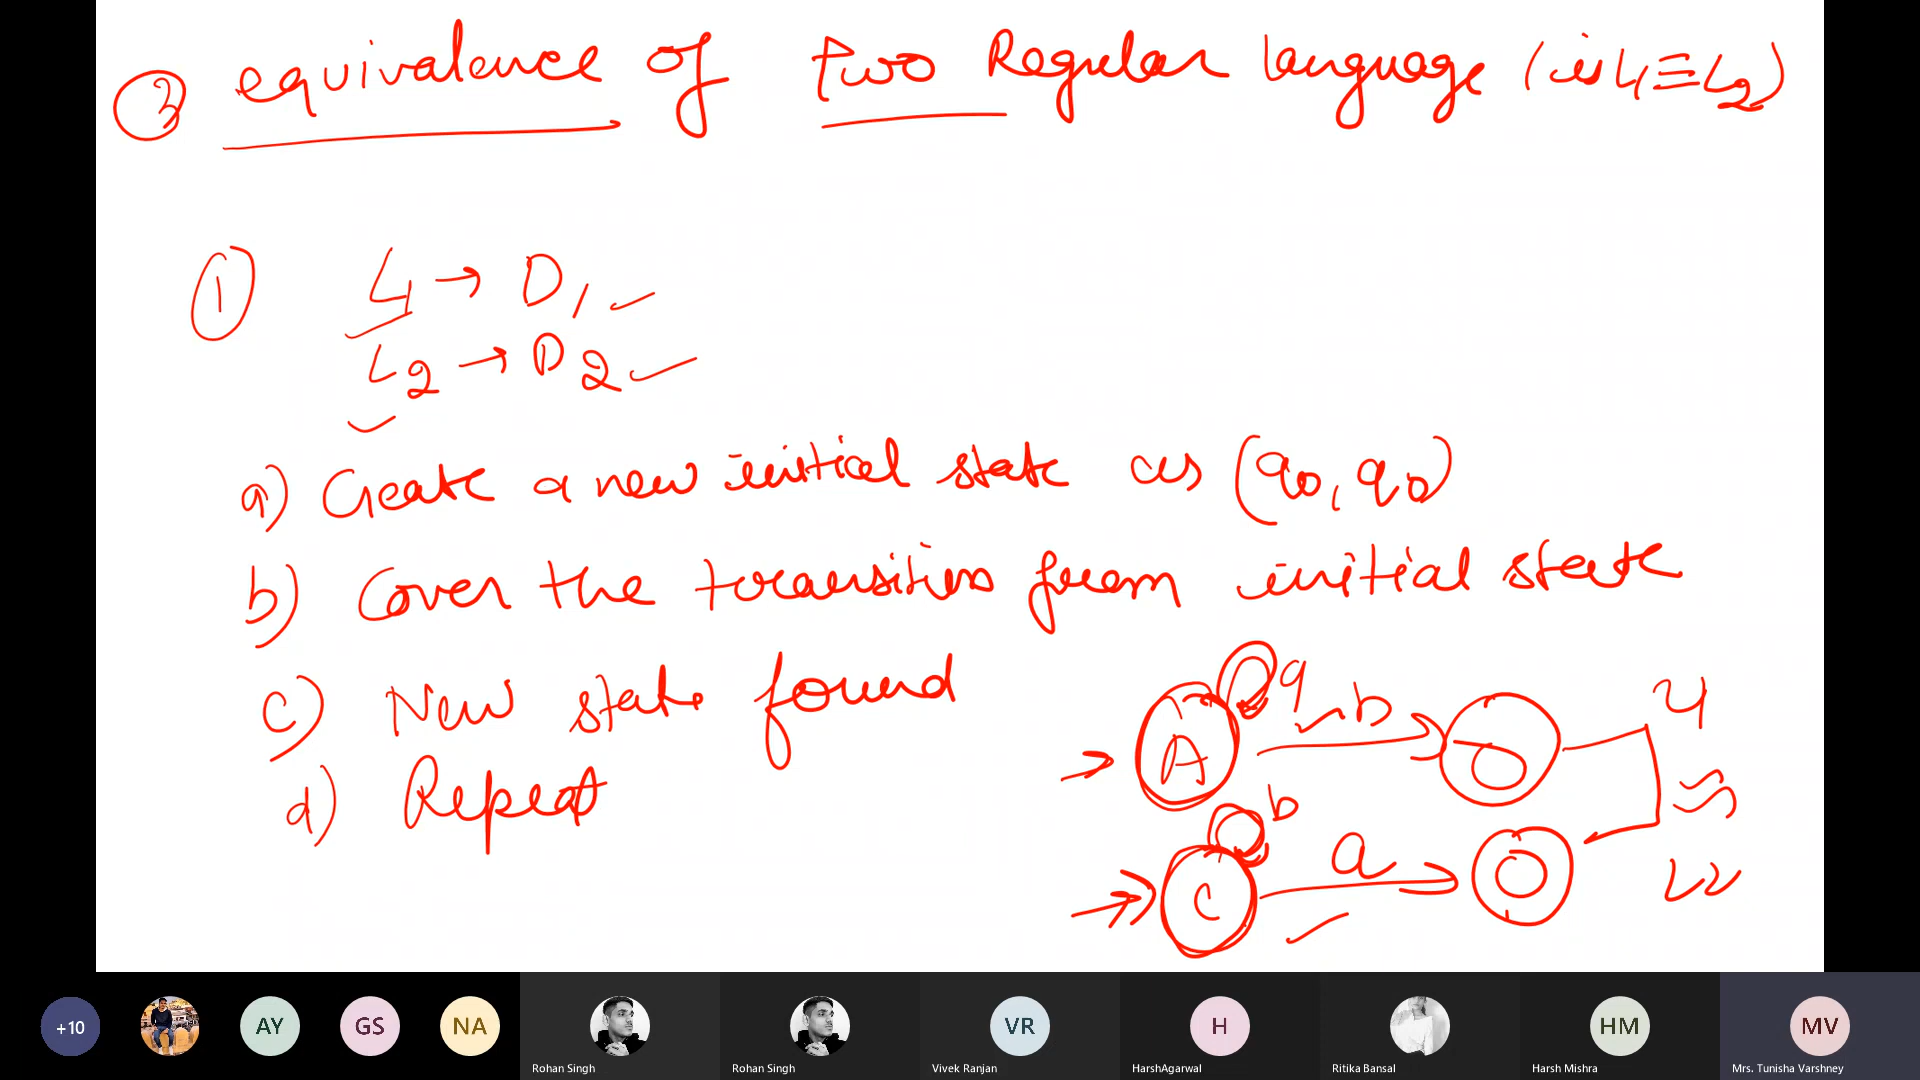 ③ equivalence of two Regular language (is L1≡L2)
① L1 → D1
L2 → D2
a) Create a new initial state as (q0, q0)
b) Cover the transitions from initial state
c) New state found
d) Repeat
A a b L1
C b a L2
+10 AY GS NA VR H HM MV
Rohan Singh Rohan Singh Vivek Ranjan HarshAgarwal Ritika Bansal Harsh Mishra Mrs. Tunisha Varshney